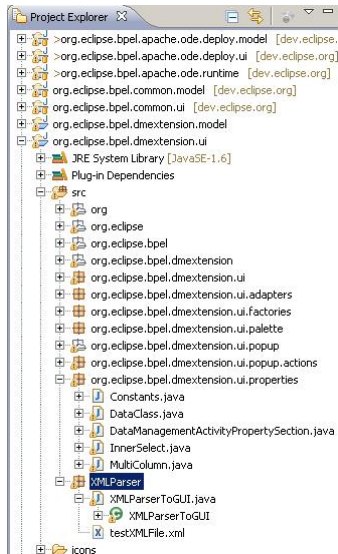 Project Explorer
>org.eclipse.bpel.apache.ode.deploy.model [dev.eclipse.
>org.eclipse.bpel.apache.ode.deploy.ui [dev.eclipse.org]
>org.eclipse.bpel.apache.ode.runtime [dev.eclipse.org]
org.eclipse.bpel.common.model [dev.eclipse.org]
org.eclipse.bpel.common.ui [dev.eclipse.org]
org.eclipse.bpel.dmextension.model
org.eclipse.bpel.dmextension.ui
JRE System Library [JavaSE-1.6]
Plug-in Dependencies
src
org
org.eclipse
org.eclipse.bpel
org.eclipse.bpel.dmextension
org.eclipse.bpel.dmextension.ui
org.eclipse.bpel.dmextension.ui.adapters
org.eclipse.bpel.dmextension.ui.factories
org.eclipse.bpel.dmextension.ui.palette
org.eclipse.bpel.dmextension.ui.popup
org.eclipse.bpel.dmextension.ui.popup.actions
org.eclipse.bpel.dmextension.ui.properties
Constants.java
DataClass.java
DataManagementActivityPropertySection.java
InnerSelect.java
MultiColumn.java
XMLParser
XMLParserToGUI.java
XMLParserToGUI
testXMLFile.xml
icons